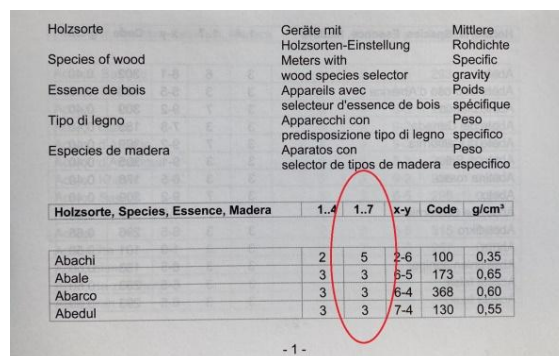 Holzsorte Geräte mit Mittlere
Holzsorten-Einstellung Rohdichte
Species of wood Meters with Specific
wood species selector gravity
Essence de bois Appareils avec Poids
selecteur d'essence de bois spécifique
Tipo di legno Apparecchi con Peso
predisposizione tipo di legno specifico
Especies de madera Aparatos con Peso
selector de tipos de madera especifico
Holzsorte, Species, Essence, Madera 1..4 1..7 x-y Code g/cm³
Abachi 2 5 2-6 100 0,35
Abale 3 3 6-5 173 0,65
Abarco 3 3 6-4 368 0,60
Abedul 3 3 7-4 130 0,55
- 1 -